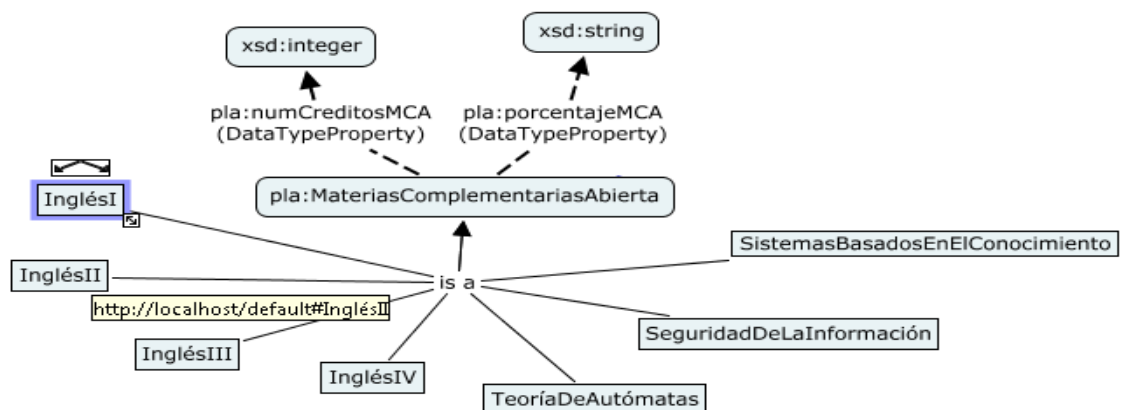 xsd:integer
xsd:string
pla:numCreditosMCA
(DataTypeProperty)
pla:porcentajeMCA
(DataTypeProperty)
pla:MateriasComplementariasAbierta
InglésI
SistemasBasadosEnElConocimiento
InglésII
is a
http://localhost/default#InglésII
SeguridadDeLaInformación
InglésIII
InglésIV
TeoríaDeAutómatas